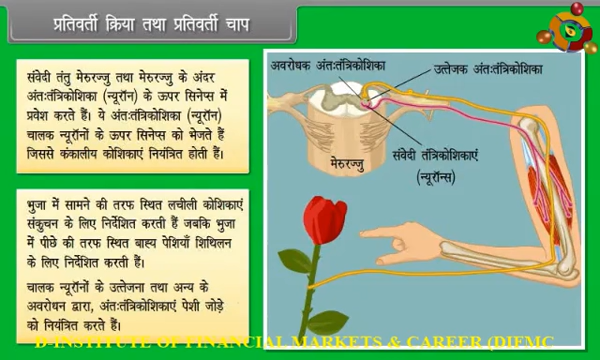 प्रतिवर्ती क्रिया तथा प्रतिवर्ती चाप
संवेदी तंतु मेरुरज्जु तथा मेरुरज्जु के अंदर
अंतःतंत्रिकोशिका (न्यूरॉन) के ऊपर सिनेप्स में
प्रवेश करते हैं। ये अंतःतंत्रिकोशिका (न्यूरॉन)
चालक न्यूरॉनों के ऊपर सिनेप्स को भेजते हैं
जिससे कंकालीय कोशिकाएं नियंत्रित होती हैं।
भुजा में सामने की तरफ स्थित लचीली कोशिकाएं
संकुचन के लिए निर्देशित करती हैं जबकि भुजा
में पीछे की तरफ स्थित बाह्य पेशियाँ शिथिलन
के लिए निर्देशित करती हैं।
चालक न्यूरॉनों के उत्तेजना तथा अन्य के
अवरोधन द्वारा, अंतःतंत्रिकोशिकाएं पेशी जोड़े
को नियंत्रित करते हैं।
अवरोधक अंतःतंत्रिकोशिका
उत्तेजक अंतःतंत्रिकोशिका
मेरुरज्जु
संवेदी तंत्रिकोशिकाएं
(न्यूरॉन्स)
D-INSTITUTE OF FINANCIAL MARKETS & CAREER (DIFMC